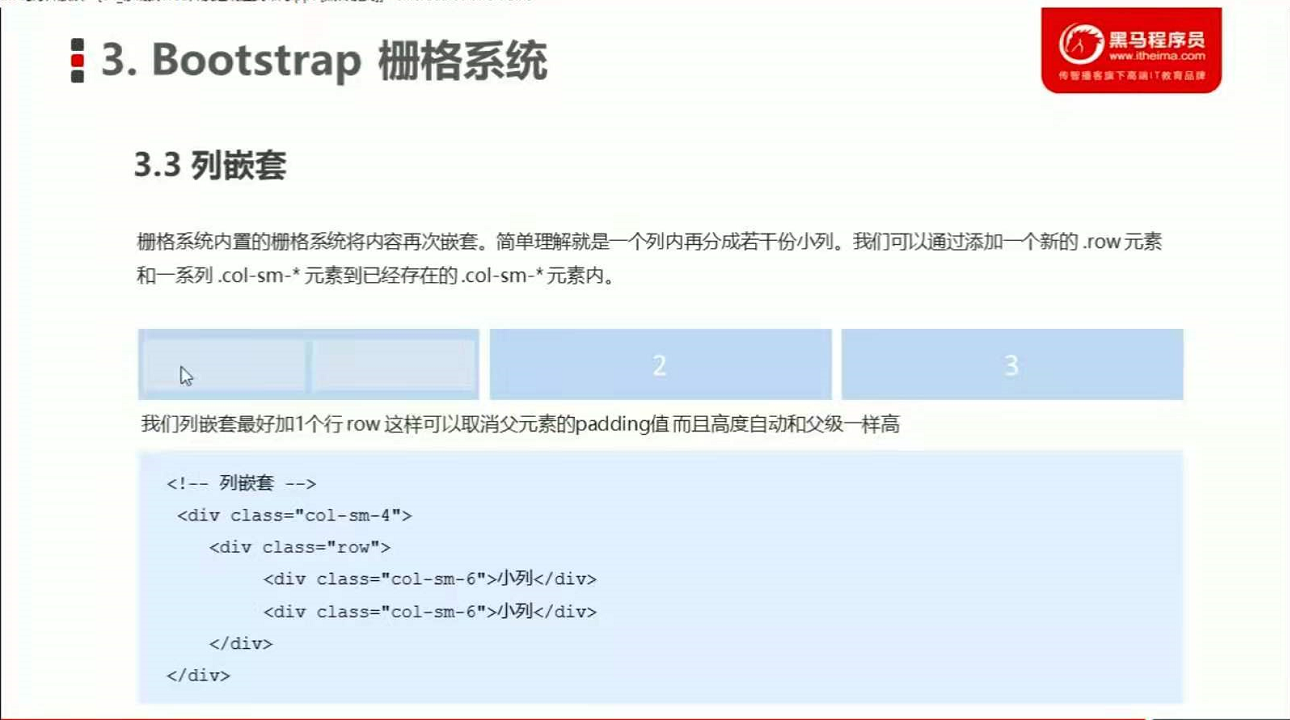 3. Bootstrap 栅格系统
黑马程序员
www.itheima.com
传智播客旗下高端IT教育品牌
3.3 列嵌套
栅格系统内置的栅格系统将内容再次嵌套。简单理解就是一个列内再分成若干份小列。我们可以通过添加一个新的 .row 元素
和一系列 .col-sm-* 元素到已经存在的 .col-sm-* 元素内。
2
3
我们列嵌套最好加1个行 row 这样可以取消父元素的padding值 而且高度自动和父级一样高
<!-- 列嵌套 -->
<div class="col-sm-4">
<div class="row">
<div class="col-sm-6">小列</div>
<div class="col-sm-6">小列</div>
</div>
</div>